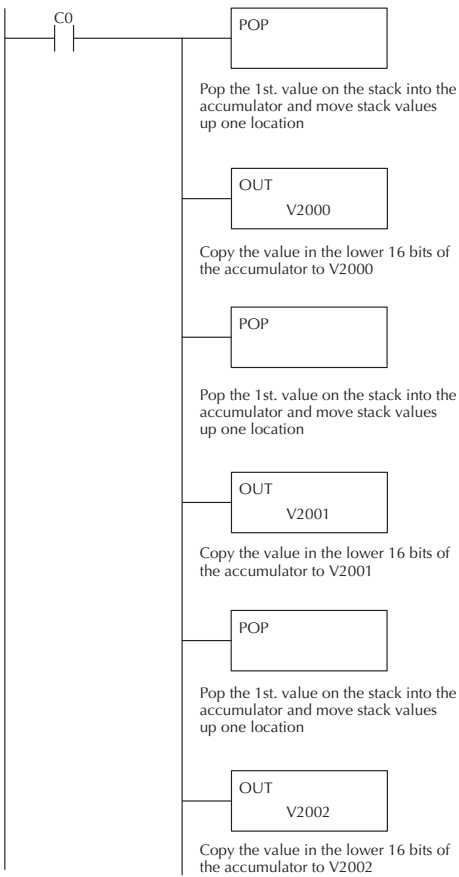 C0
POP
Pop the 1st. value on the stack into the
accumulator and move stack values
up one location
OUT
V2000
Copy the value in the lower 16 bits of
the accumulator to V2000
POP
Pop the 1st. value on the stack into the
accumulator and move stack values
up one location
OUT
V2001
Copy the value in the lower 16 bits of
the accumulator to V2001
POP
Pop the 1st. value on the stack into the
accumulator and move stack values
up one location
OUT
V2002
Copy the value in the lower 16 bits of
the accumulator to V2002